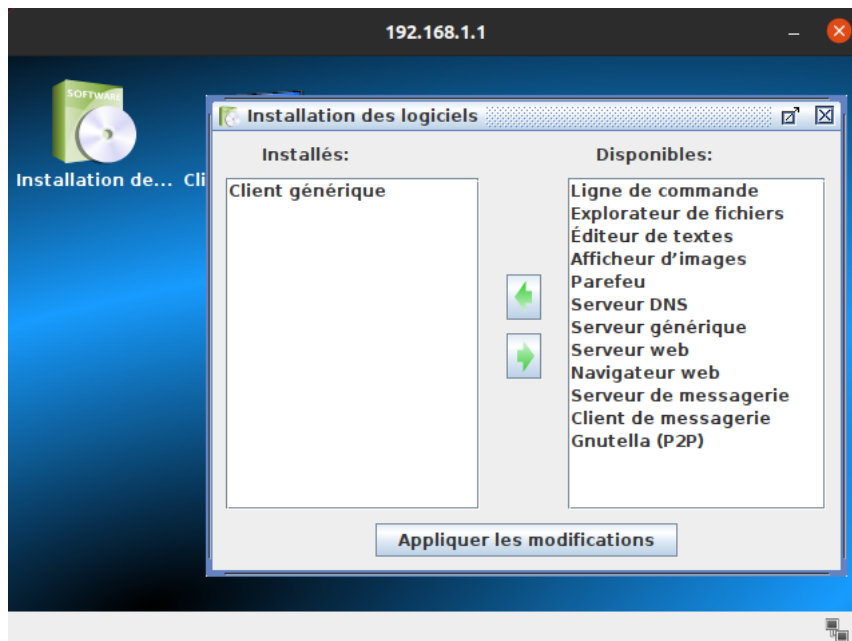 192.168.1.1
SOFTWARE
Installation de... Cli
Installation des logiciels
Installés:
Client générique
Disponibles:
Ligne de commande
Explorateur de fichiers
Éditeur de textes
Afficheur d’images
Parefeu
Serveur DNS
Serveur générique
Serveur web
Navigateur web
Serveur de messagerie
Client de messagerie
Gnutella (P2P)
Appliquer les modifications